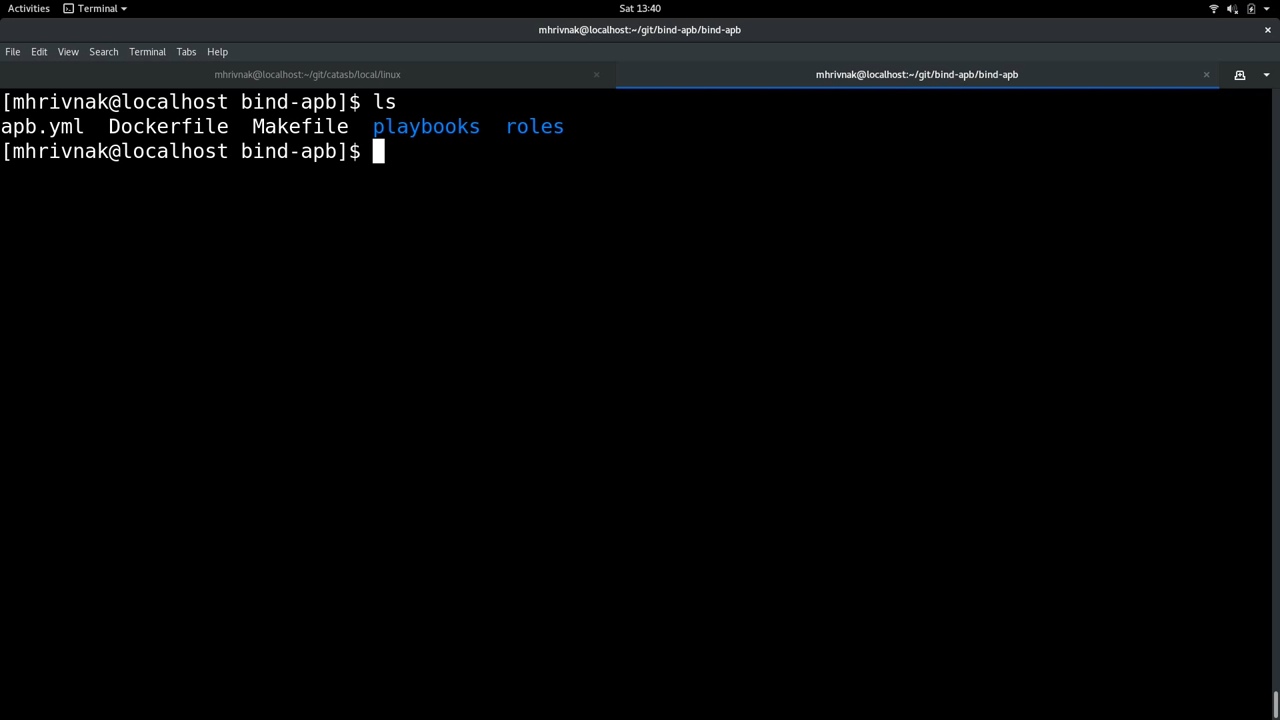 Activities Terminal Sat 13:40
mhrivnak@localhost:~/git/bind-apb/bind-apb
File Edit View Search Terminal Tabs Help
mhrivnak@localhost:~/git/catasb/local/linux mhrivnak@localhost:~/git/bind-apb/bind-apb
[mhrivnak@localhost bind-apb]$ ls
apb.yml Dockerfile Makefile playbooks roles
[mhrivnak@localhost bind-apb]$